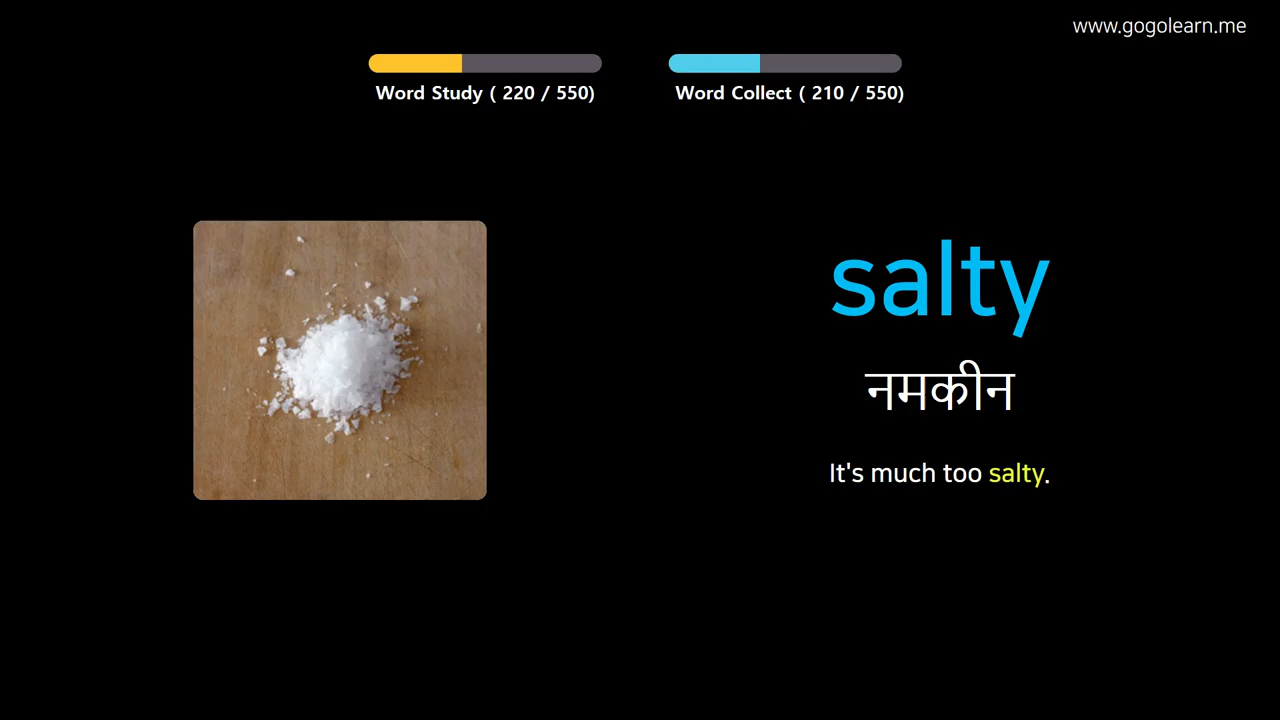 www.gogolearn.me
Word Study ( 220 / 550)
Word Collect ( 210 / 550)
salty
नमकीन
It's much too salty.